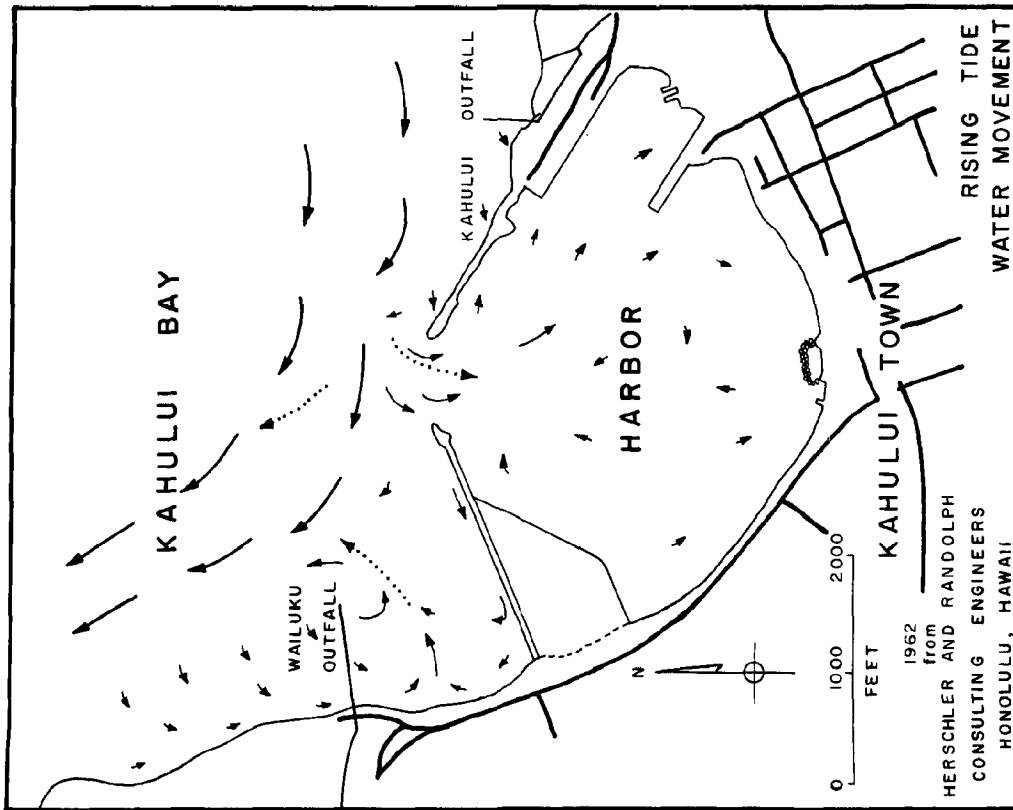 KAHULUI BAY
KAHULUI
OUTFALL
WAILUKU
OUTFALL
HARBOR
KAHULUI TOWN
N
0 1000 2000
FEET
1962
from
HERSCHLER AND RANDOLPH
CONSULTING ENGINEERS
HONOLULU, HAWAII
RISING TIDE
WATER MOVEMENT